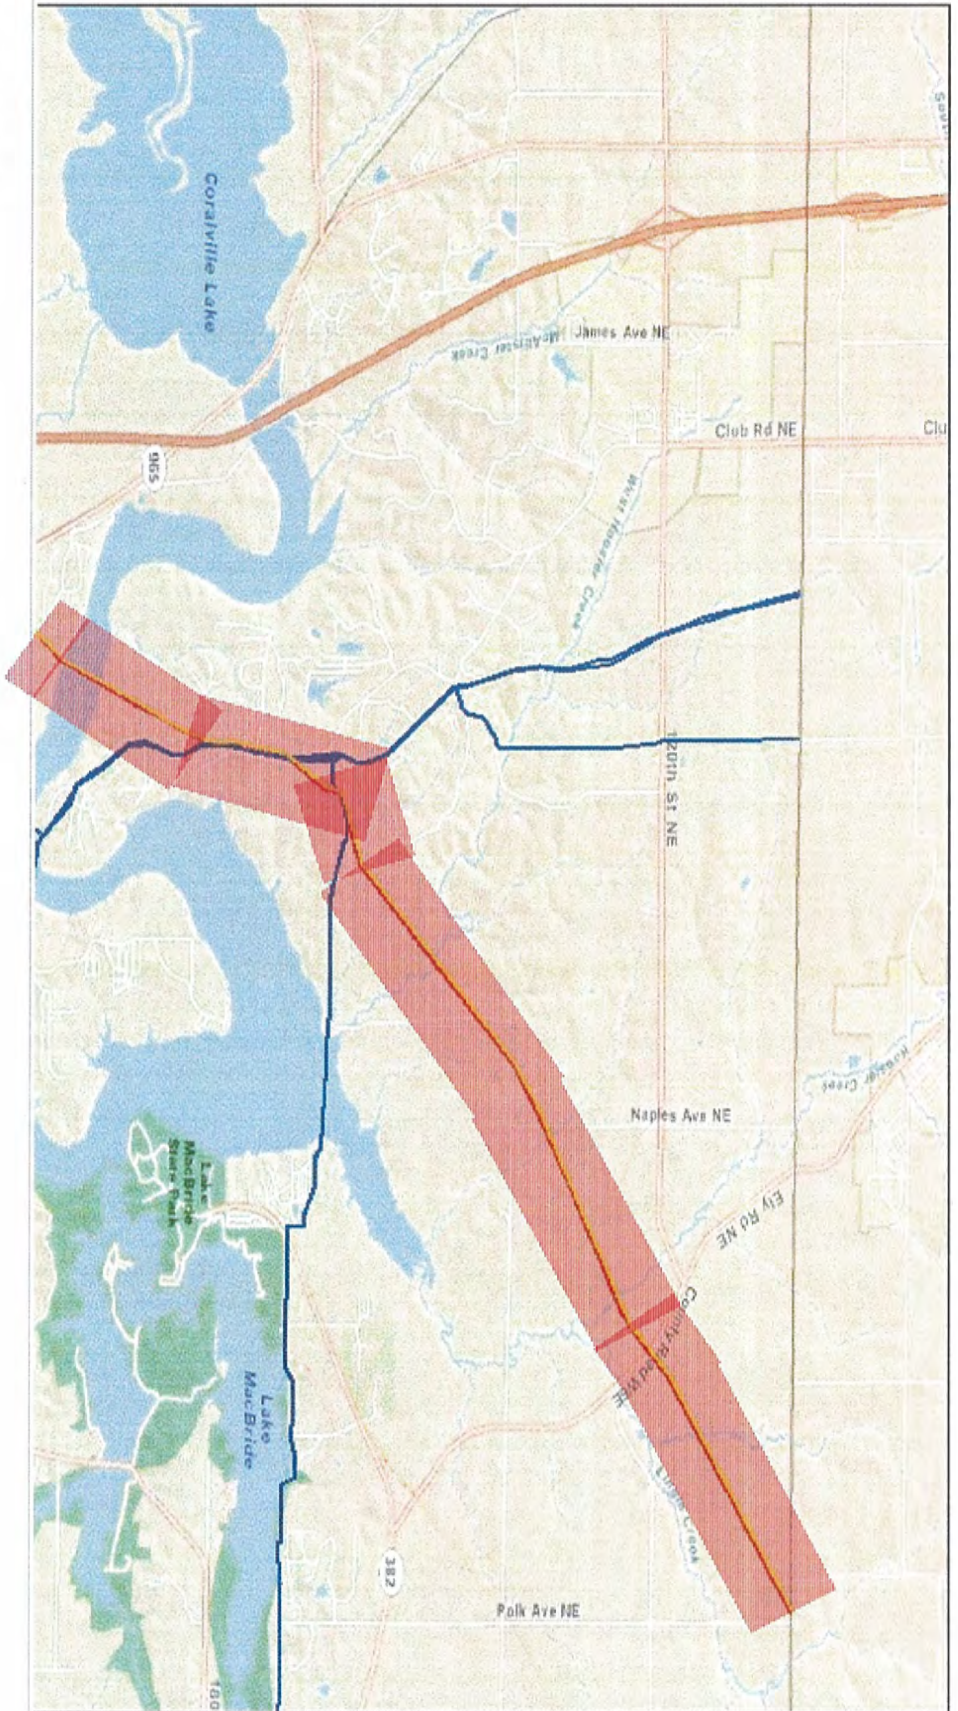 Coralville Lake
James Ave NE
McAllister Creek
Club Rd NE
Clu
965
West Hoosier Creek
120th St NE
Naples Ave NE
Hoosier Creek
Ely Rd NE
Lake
MacBride
State Park
County Road W6E
Lake
MacBride
382
Polk Ave NE
180